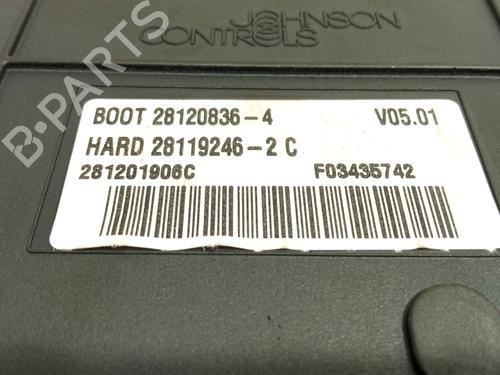 JOHNSON
CONTROLS
BOOT 28120836-4 V05.01
HARD 28119246-2 C
281201906C F03435742
B-PARTS